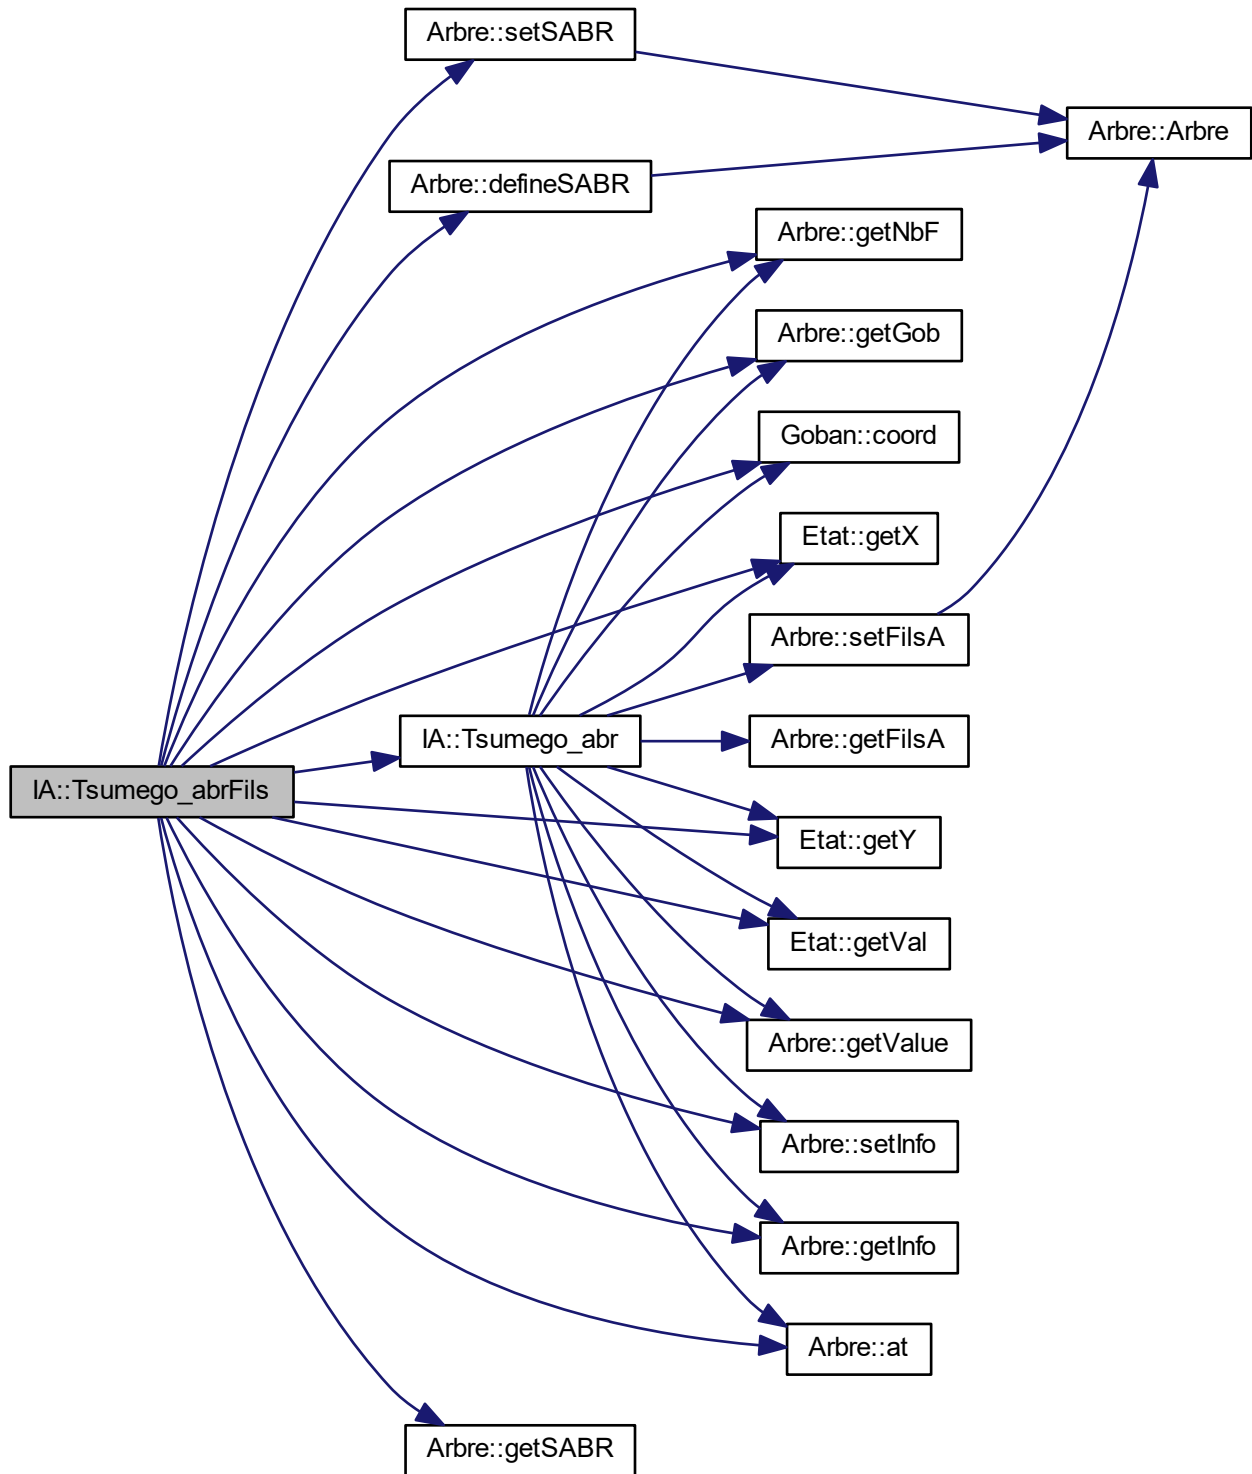 Arbre::setSABR
Arbre::Arbre
Arbre::defineSABR
Arbre::getNbF
Arbre::getGob
Goban::coord
Etat::getX
Arbre::setFilsA
IA::Tsumego_abr
Arbre::getFilsA
IA::Tsumego_abrFils
Etat::getY
Etat::getVal
Arbre::getValue
Arbre::setInfo
Arbre::getInfo
Arbre::at
Arbre::getSABR